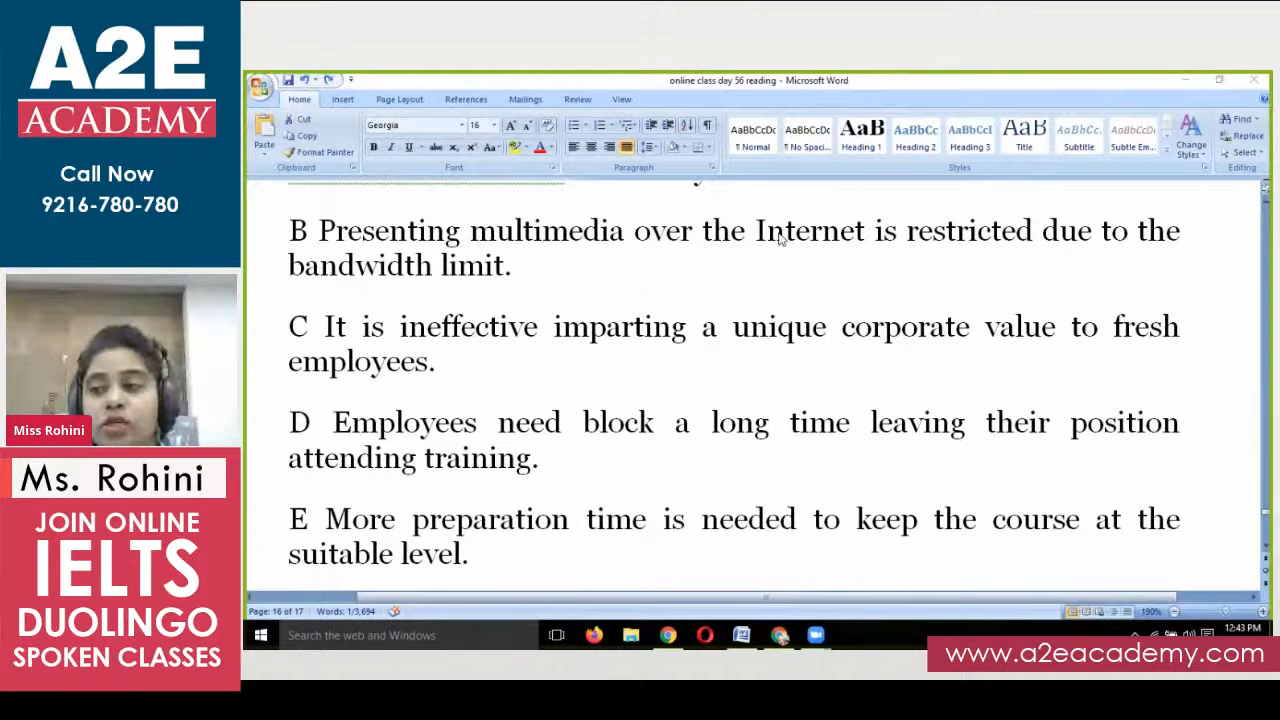 A2E
ACADEMY
Call Now
9216-780-780
Miss Rohini
Ms. Rohini
JOIN ONLINE
IELTS
DUOLINGO
SPOKEN CLASSES
online class day 56 reading - Microsoft Word
Home Insert Page Layout References Mailings Review View
Paste
Cut
Copy
Format Painter
Clipboard
Georgia 16
B I U abc x₂ x² Aa
Font
Paragraph
AaBbCcDc AaBbCcDc AaB AaBbCc AaBbCcI AaB AaBbCc. AaBbCcDc
¶ Normal ¶ No Spaci... Heading 1 Heading 2 Heading 3 Title Subtitle Subtle Em...
Change
Styles
Styles
Find
Replace
Select
Editing
B Presenting multimedia over the Internet is restricted due to the
bandwidth limit.
C It is ineffective imparting a unique corporate value to fresh
employees.
D Employees need block a long time leaving their position
attending training.
E More preparation time is needed to keep the course at the
suitable level.
Page: 16 of 17 Words: 1/3,694
190%
Search the web and Windows
12:43 PM
www.a2eacademy.com